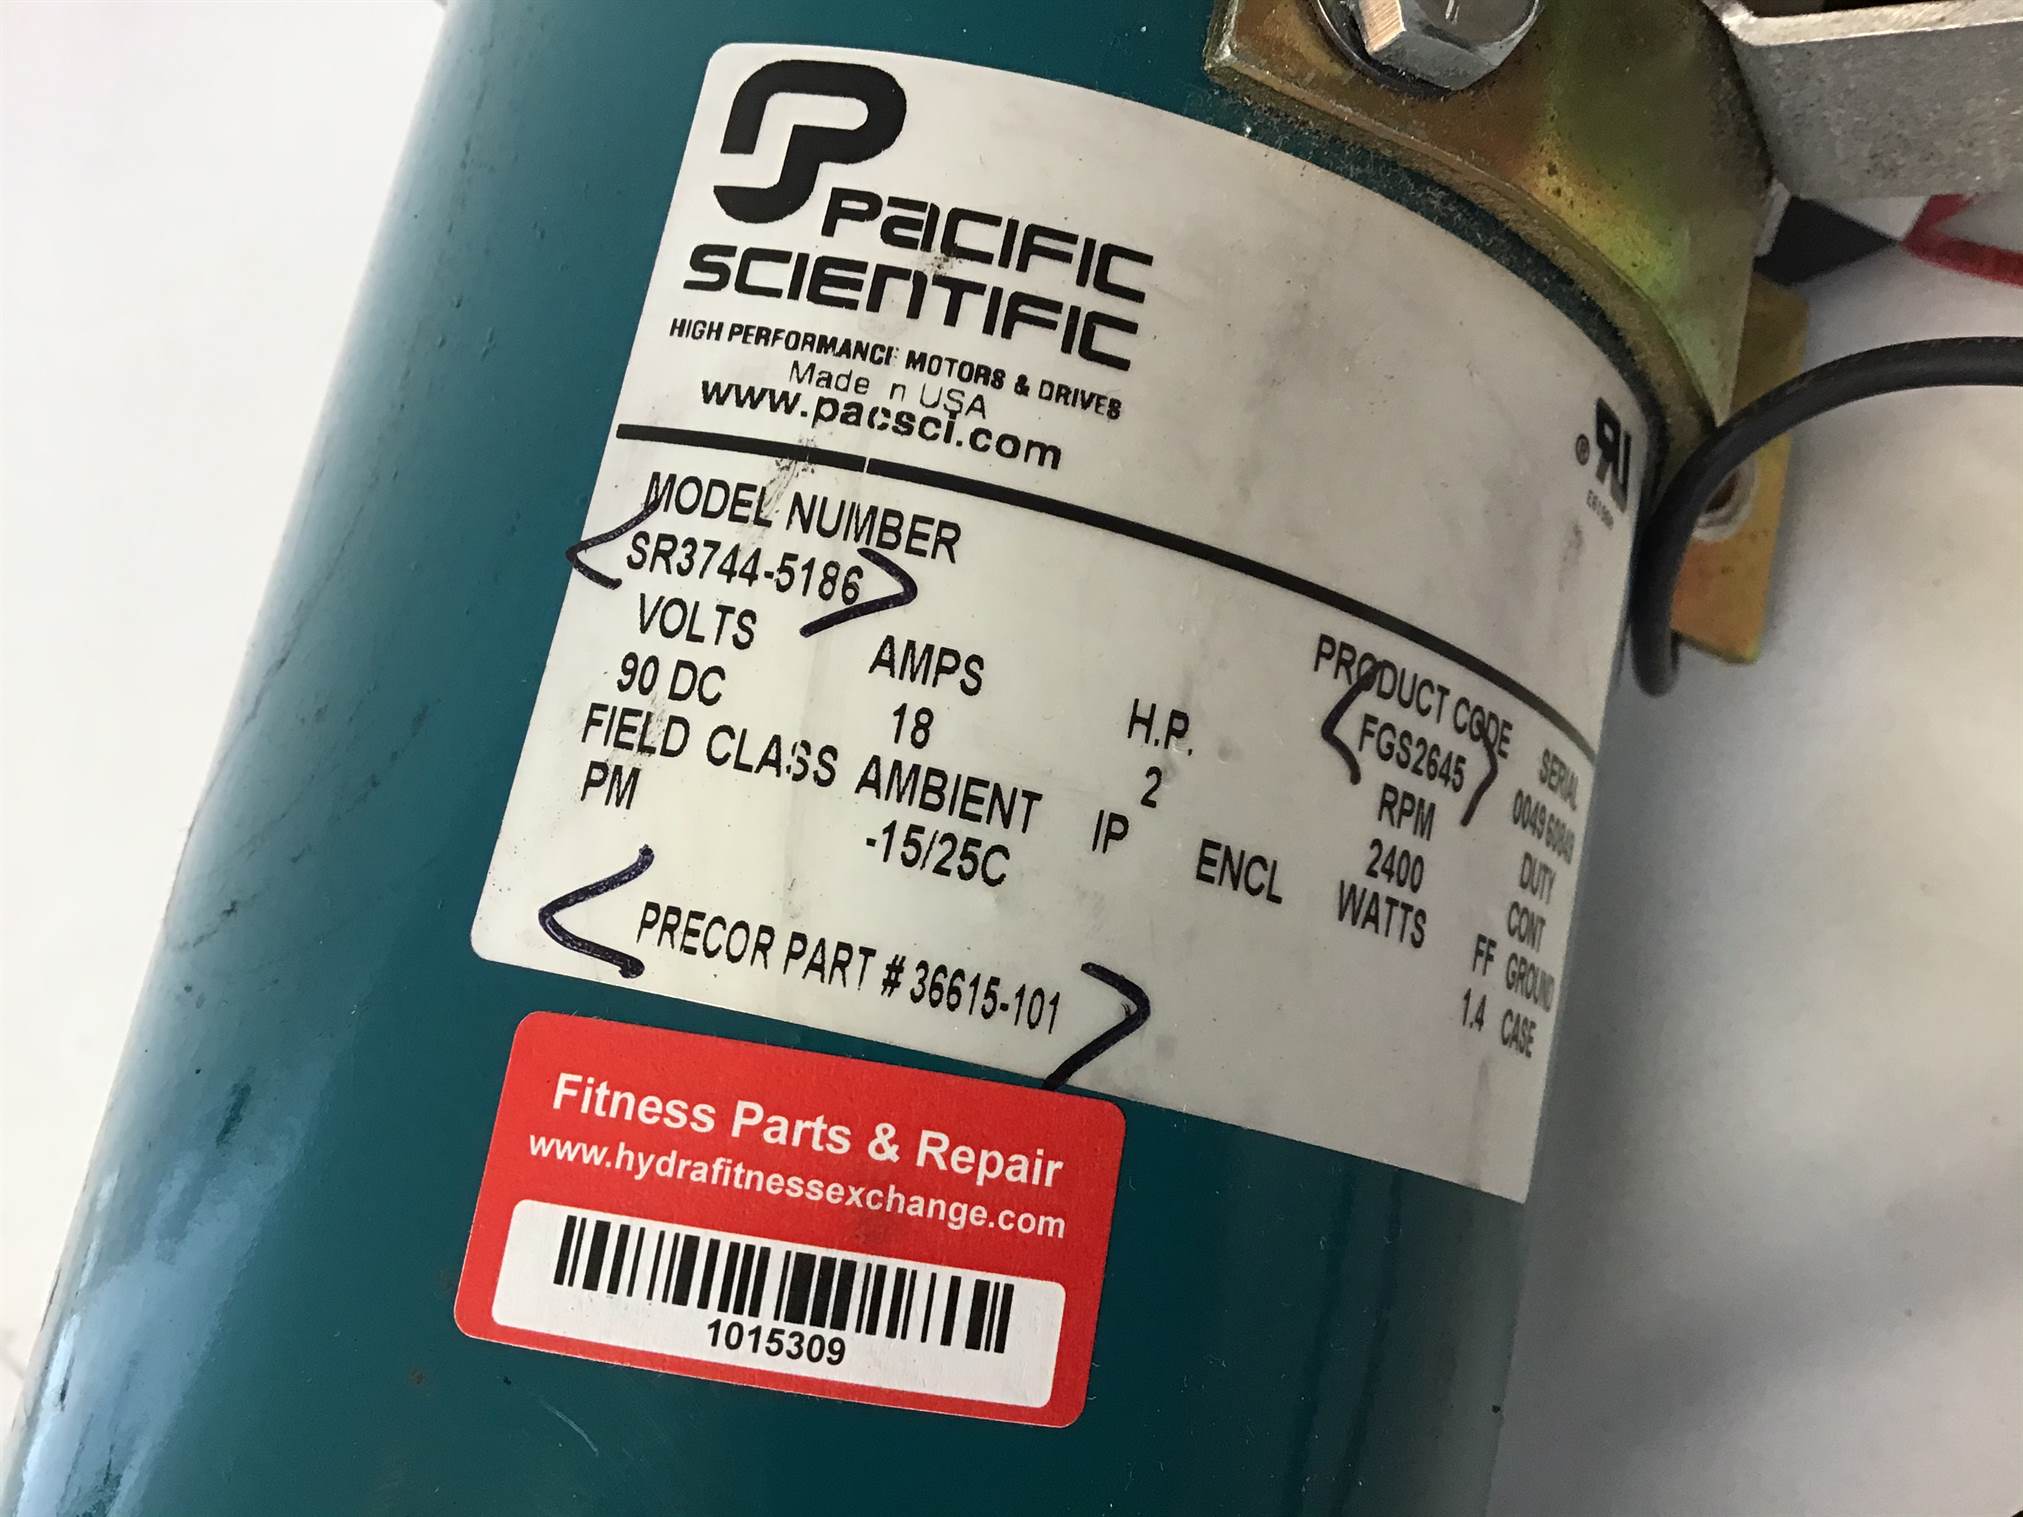 PACIFIC
SCIENTIFIC
HIGH PERFORMANCE MOTORS & DRIVES
Made n USA
www.pacsci.com
MODEL NUMBER PRODUCT CODE SERIAL
SR3744-5186 FGS2645
VOLTS AMPS H.P. RPM DUTY
90 DC 18 2 2400 CONT
FIELD CLASS AMBIENT IP ENCL WATTS FF GROUND
PM -15/25C 1.4 CASE
PRECOR PART # 36615-101
Fitness Parts & Repair
www.hydrafitnessexchange.com
1015309